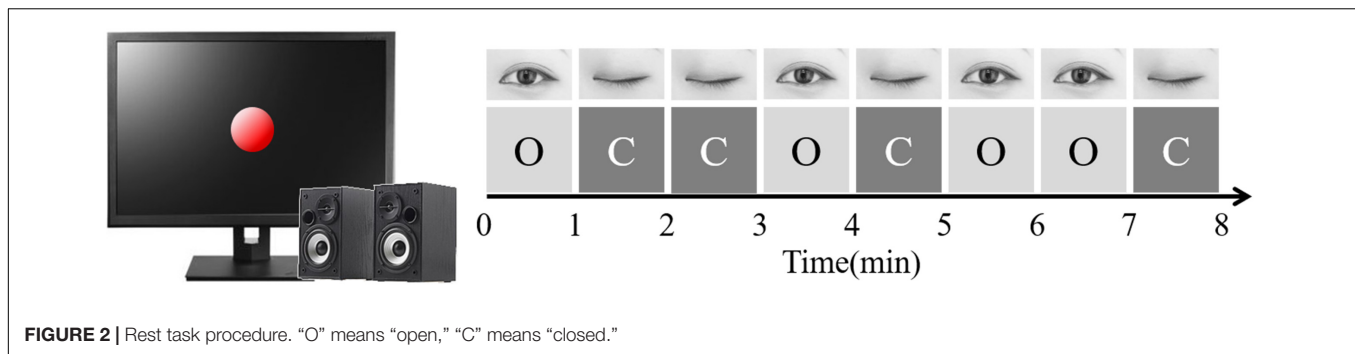 O C C O C O O C
0 1 2 3 4 5 6 7 8
Time(min)
FIGURE 2 | Rest task procedure. “O” means “open,” “C” means “closed.”